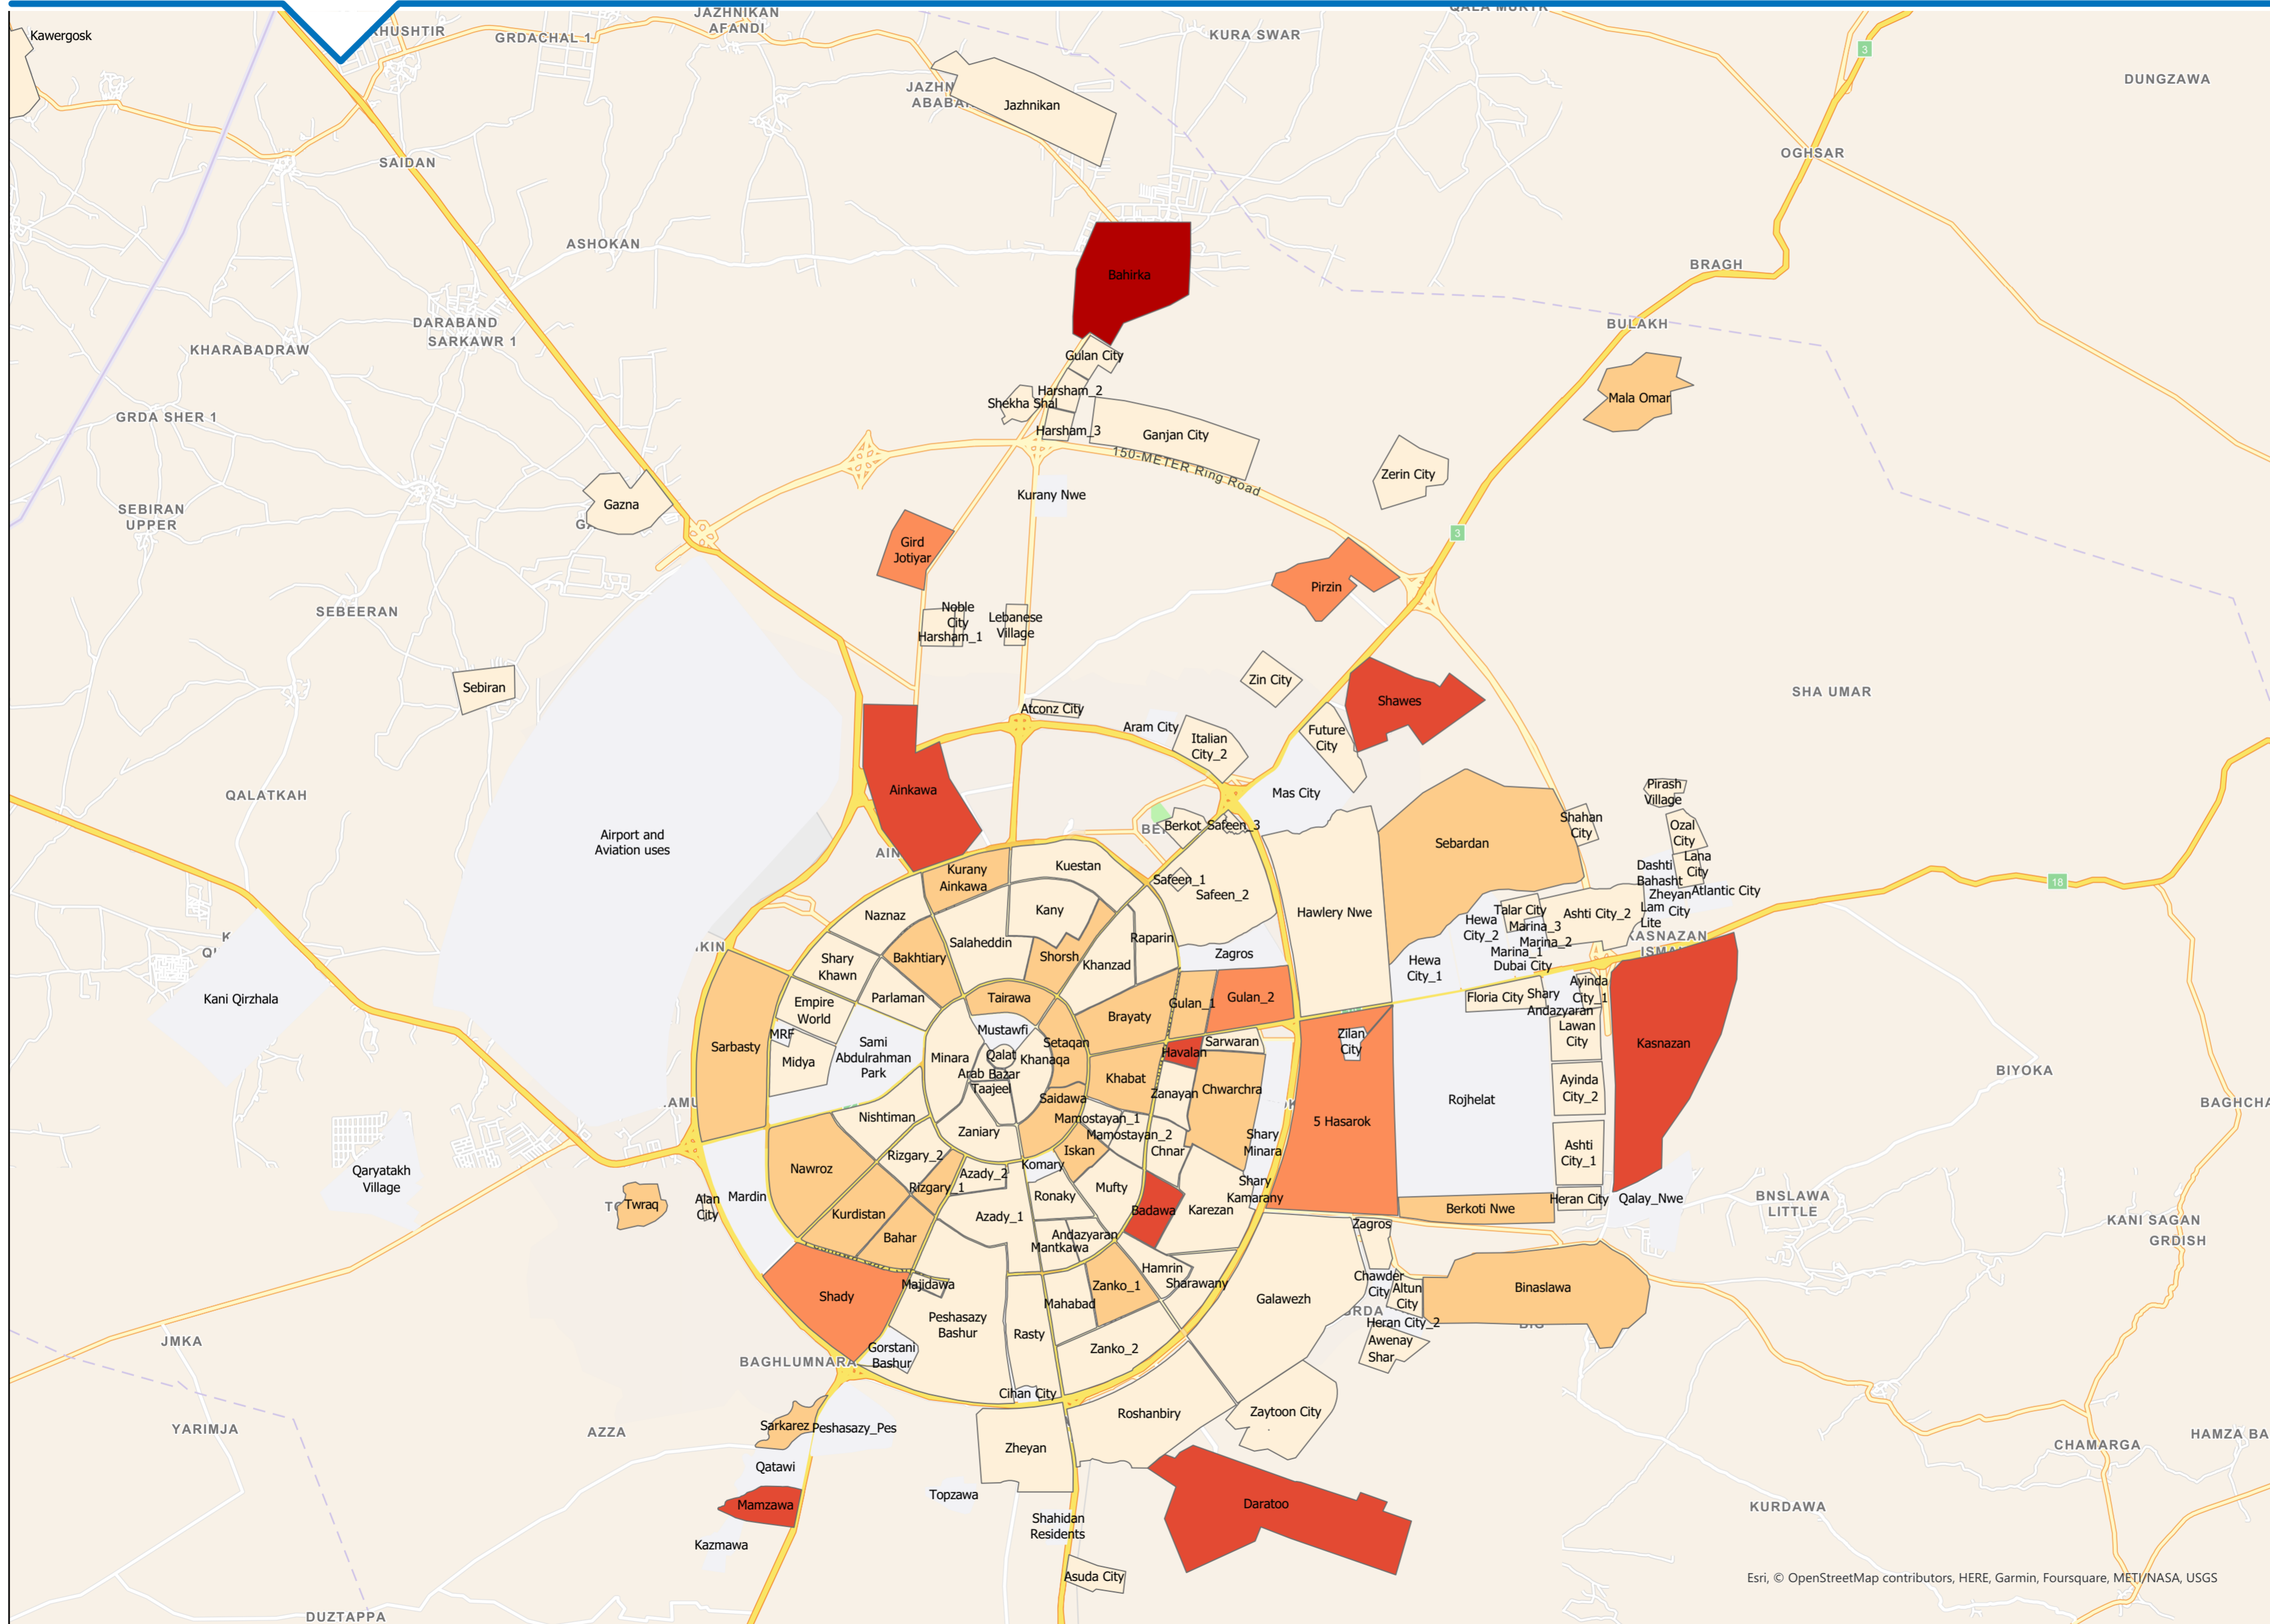 QALA MURTK
JAZHNIKAN
AFANDI
KHUSHTIR
GRDACHAL 1
KURA SWAR
Kawergosk
3
DUNGZAWA
Jazhnikan
OGHSAR
SAIDAN
ASHOKAN
BRAGH
Bahirka
DARABAND
SARKAWR 1
BULAKH
KHARABADRAW
Gulan City
Harsham_2
Shekha Shal
Mala Omar
GRDA SHER 1
Harsham_3
Ganjan City
150-METER Ring Road
Zerin City
Kurany Nwe
Gazna
SEBIRAN
UPPER
3
Gird
Jotiyar
Pirzin
SEBEERAN
Noble
City
Harsham_1
Lebanese
Village
Sebiran
Zin City
Shawes
SHA UMAR
Atconz City
Aram City
Italian
City_2
Future
City
Ainkawa
Mas City
QALATKAH
Pirash
Village
Airport and
Aviation uses
Berkot
Safeen_3
Shahan
City
Ozal
City
Sebardan
Kuestan
Kurany
Ainkawa
Lana
City
Dashti
Bahasht
Safeen_1
Safeen_2
18
Atlantic City
Zheyan
City
Lam
Lite
Naznaz
Kany
Hawlery Nwe
Talar City
Ashti City_2
Hewa
City_2
Marina_3
Marina_2
Marina_1
Dubai City
KASNAZAN
Salaheddin
Raparin
Bakhtiary
Shorsh
Khanzad
Zagros
Shary
Khawn
Hewa
City_1
Kani Qirzhala
Parlaman
Tairawa
Gulan_1
Gulan_2
Floria City
Shary
Andazyaran
Ayinda
City_1
Empire
World
Brayaty
Lawan
City
MRF
Mustawfi
Setaqan
Zilan
City
Kasnazan
Sarbasty
Sami
Abdulrahman
Park
Sarwaran
Havalan
Midya
Minara
Qalat
Khanaqa
Arab Bazar
Taajeel
Khabat
Zanayan
Chwarchra
Ayinda
City_2
BIYOKA
Rojhelat
BAGHCHA
Saidawa
Nishtiman
Mamostayan_1
5 Hasarok
Zaniary
Mamostayan_2
Shary
Minara
Chnar
Iskan
Ashti
City_1
Rizgary_2
Nawroz
Komary
Azady_2
Qaryatakh
Village
Mardin
Rizgary_1
Mufty
Ronaky
Shary
Kamarany
Heran City
Qalay_Nwe
BNSLAWA
LITTLE
Twraq
Alan
City
Kurdistan
Azady_1
Badawa
Karezan
Berkoti Nwe
KANI SAGAN
GRDISH
Zagros
Bahar
Andazyaran
Mantkawa
Hamrin
Sharawany
Chawder
City
Altun
City
Binaslawa
Majidawa
Zanko_1
Shady
Galawezh
Mahabad
Peshasazy
Bashur
Rasty
Heran City_2
Awenay
Shar
JMKA
Zanko_2
Gorstani
Bashur
BAGHLUMNARA
Cihan City
Roshanbiry
Zaytoon City
Sarkarez
Peshasazy_Pes
YARIMJA
AZZA
Zheyan
CHAMARGA
HAMZA BA
Qatawi
Topzawa
Mamzawa
Daratoo
KURDAWA
Shahidan
Residents
Kazmawa
Asuda City
Esri, © OpenStreetMap contributors, HERE, Garmin, Foursquare, METI/NASA, USGS
DUZTAPPA